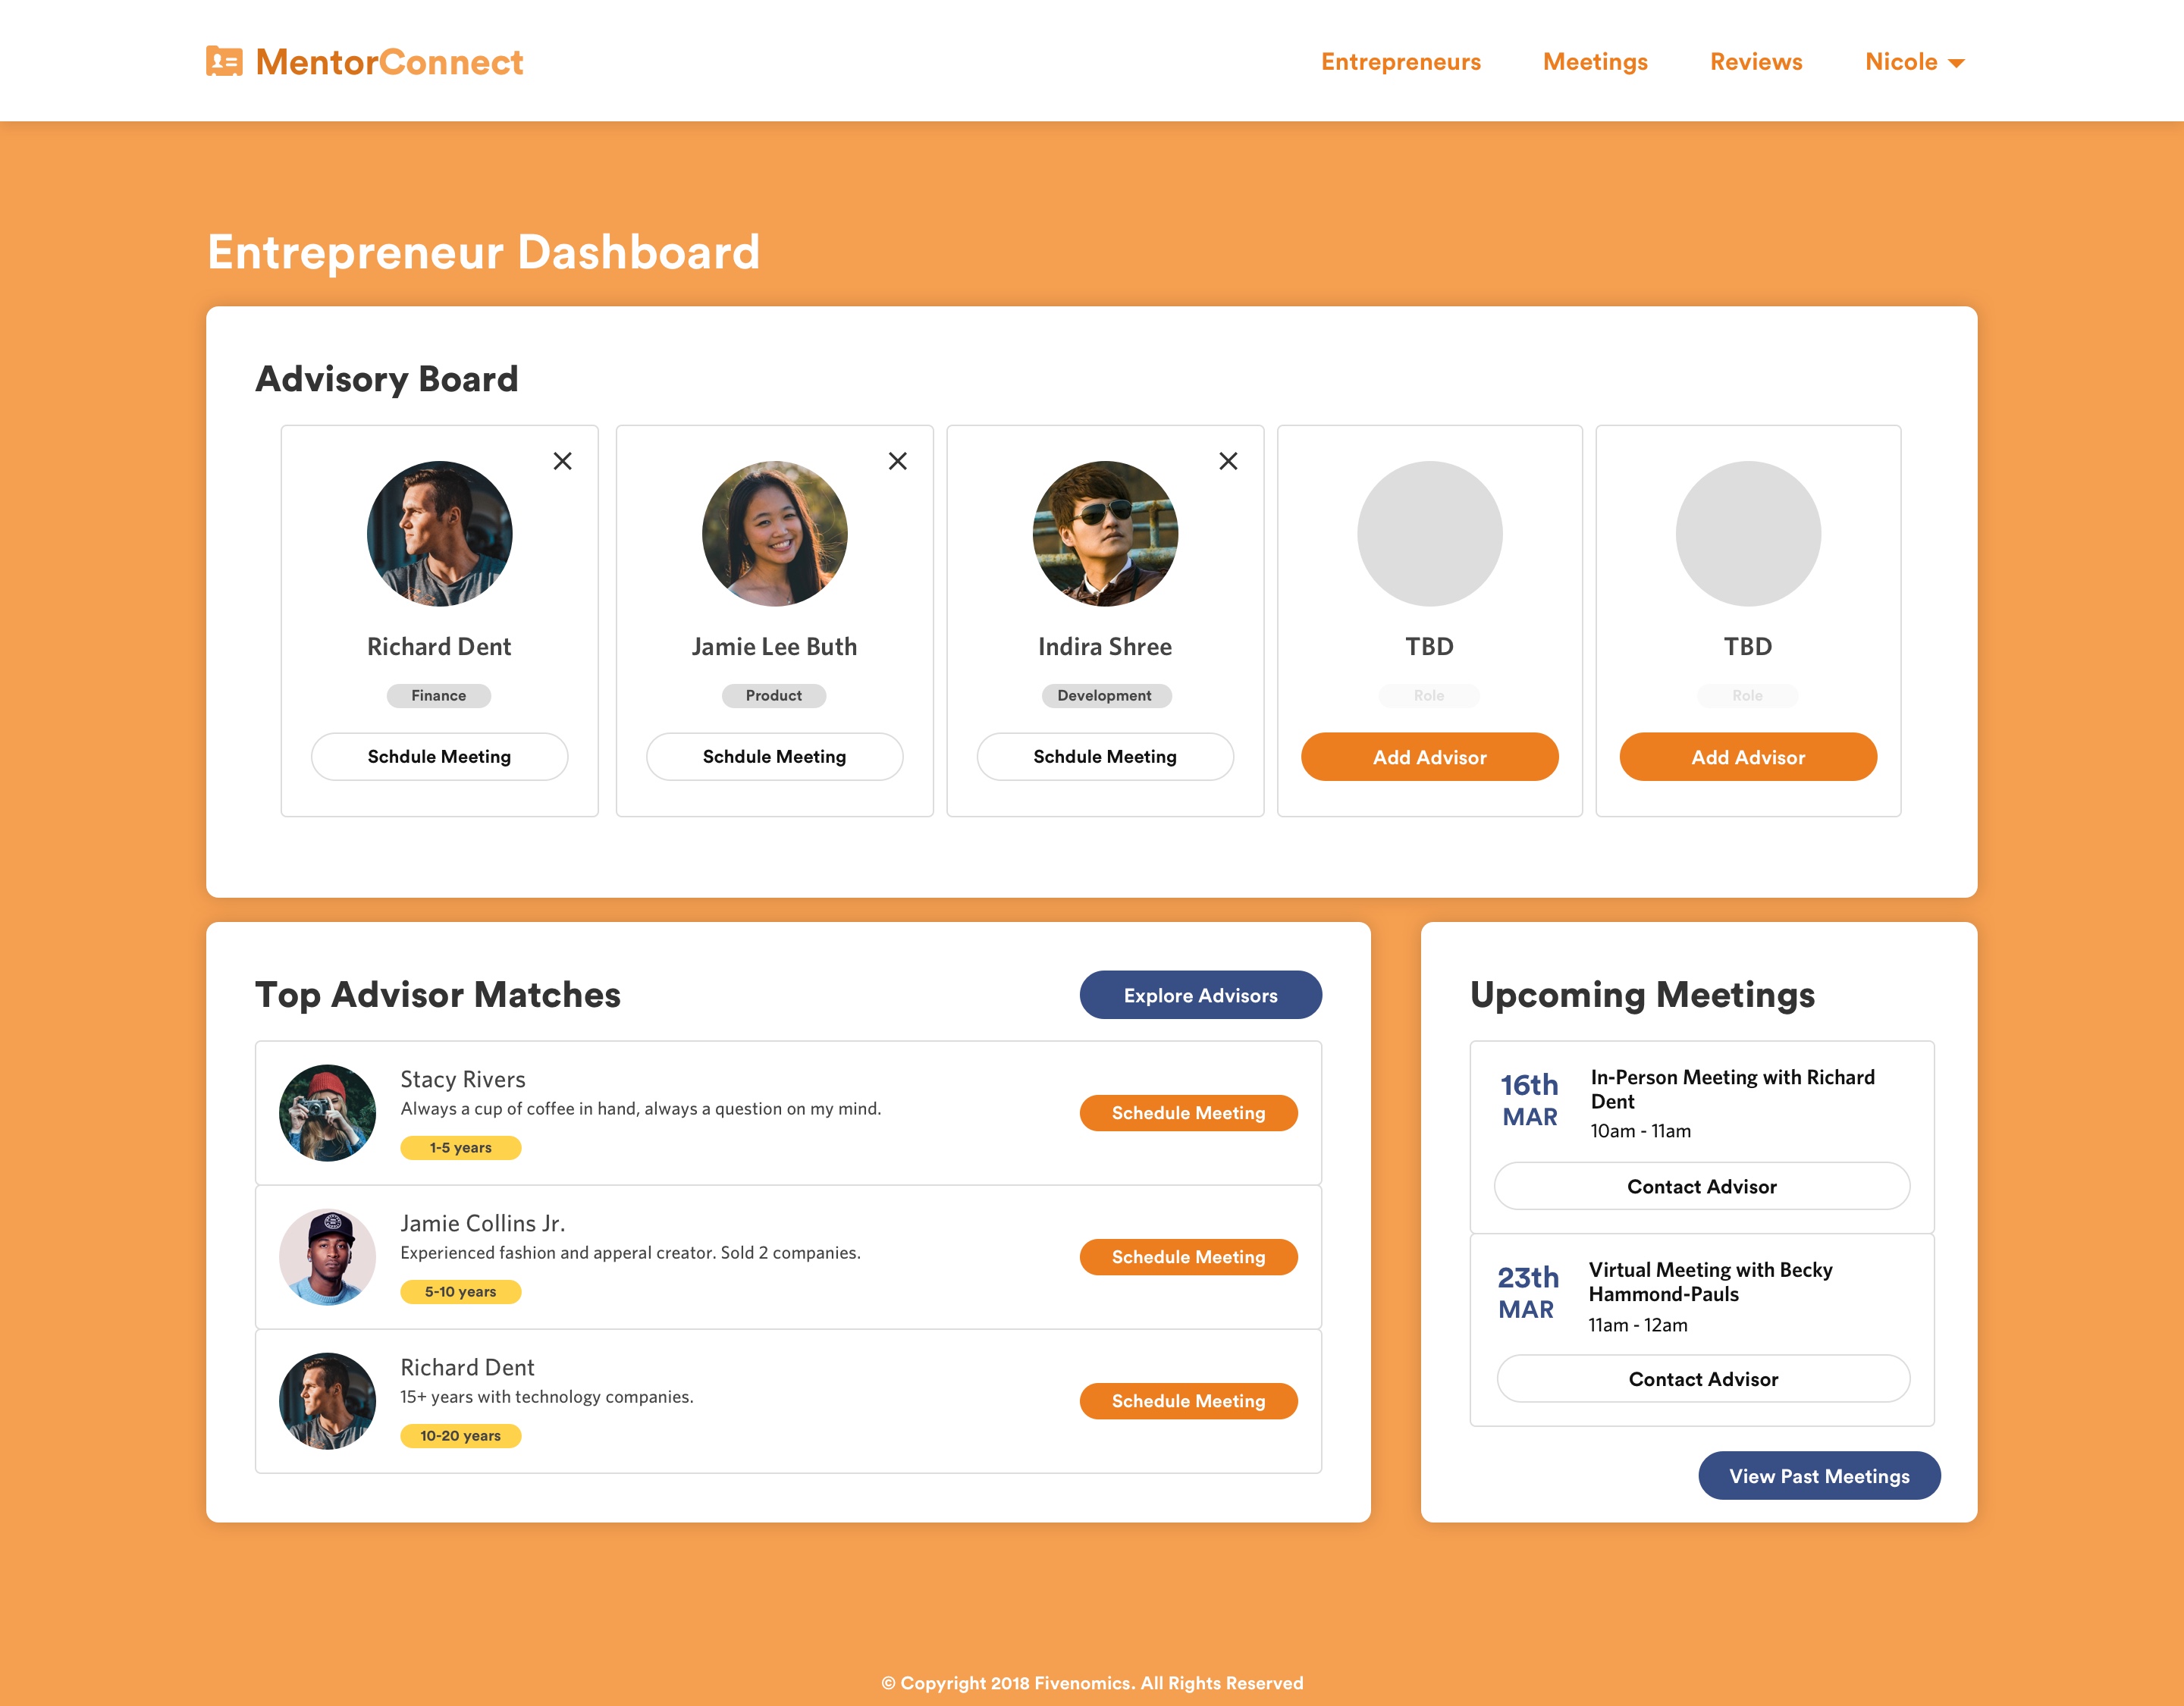 MentorConnect
Entrepreneurs
Meetings
Reviews
Nicole
Entrepreneur Dashboard
Advisory Board
Richard Dent
Finance
Schdule Meeting
Jamie Lee Buth
Product
Schdule Meeting
Indira Shree
Development
Schdule Meeting
TBD
Role
Add Advisor
TBD
Role
Add Advisor
Top Advisor Matches
Explore Advisors
Stacy Rivers
Always a cup of coffee in hand, always a question on my mind.
1-5 years
Schedule Meeting
Jamie Collins Jr.
Experienced fashion and apperal creator. Sold 2 companies.
5-10 years
Schedule Meeting
Richard Dent
15+ years with technology companies.
10-20 years
Schedule Meeting
Upcoming Meetings
16th
MAR
In-Person Meeting with Richard
Dent
10am - 11am
Contact Advisor
23th
MAR
Virtual Meeting with Becky
Hammond-Pauls
11am - 12am
Contact Advisor
View Past Meetings
© Copyright 2018 Fivenomics. All Rights Reserved